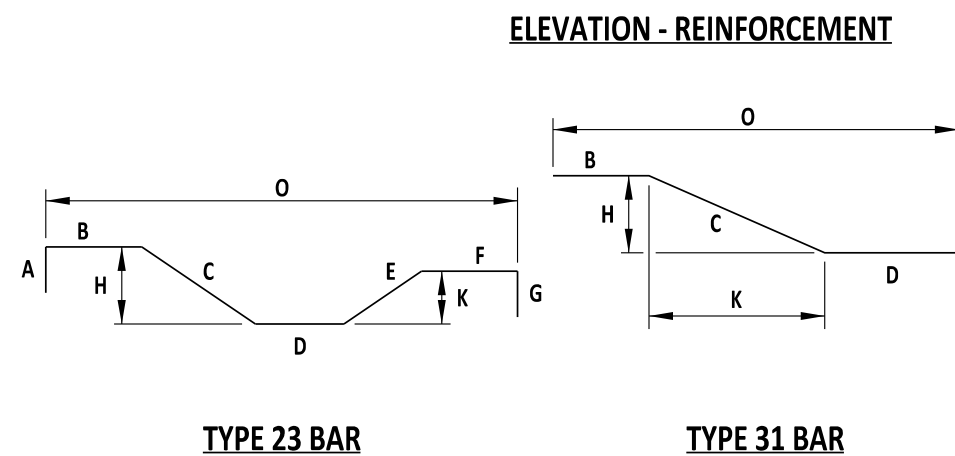 ELEVATION - REINFORCEMENT
O
B
A
H
C
D
E
F
K
G
TYPE 23 BAR
O
B
H
C
D
K
TYPE 31 BAR